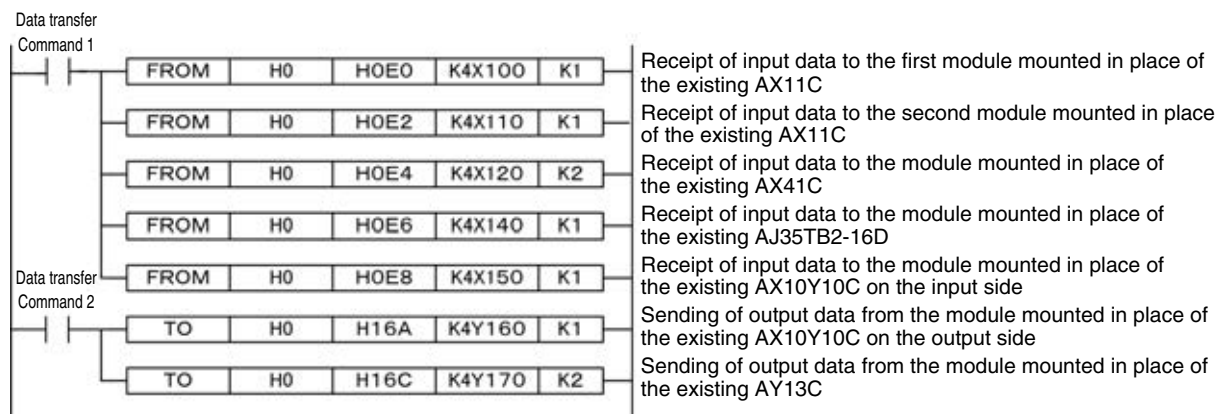 Data transfer
Command 1
FROM H0 H0E0 K4X100 K1 Receipt of input data to the first module mounted in place of
the existing AX11C
FROM H0 H0E2 K4X110 K1 Receipt of input data to the second module mounted in place
of the existing AX11C
FROM H0 H0E4 K4X120 K2 Receipt of input data to the module mounted in place of
the existing AX41C
FROM H0 H0E6 K4X140 K1 Receipt of input data to the module mounted in place of
the existing AJ35TB2-16D
Data transfer
Command 2
FROM H0 H0E8 K4X150 K1 Receipt of input data to the module mounted in place of
the existing AX10Y10C on the input side
TO H0 H16A K4Y160 K1 Sending of output data from the module mounted in place of
the existing AX10Y10C on the output side
TO H0 H16C K4Y170 K2 Sending of output data from the module mounted in place of
the existing AY13C